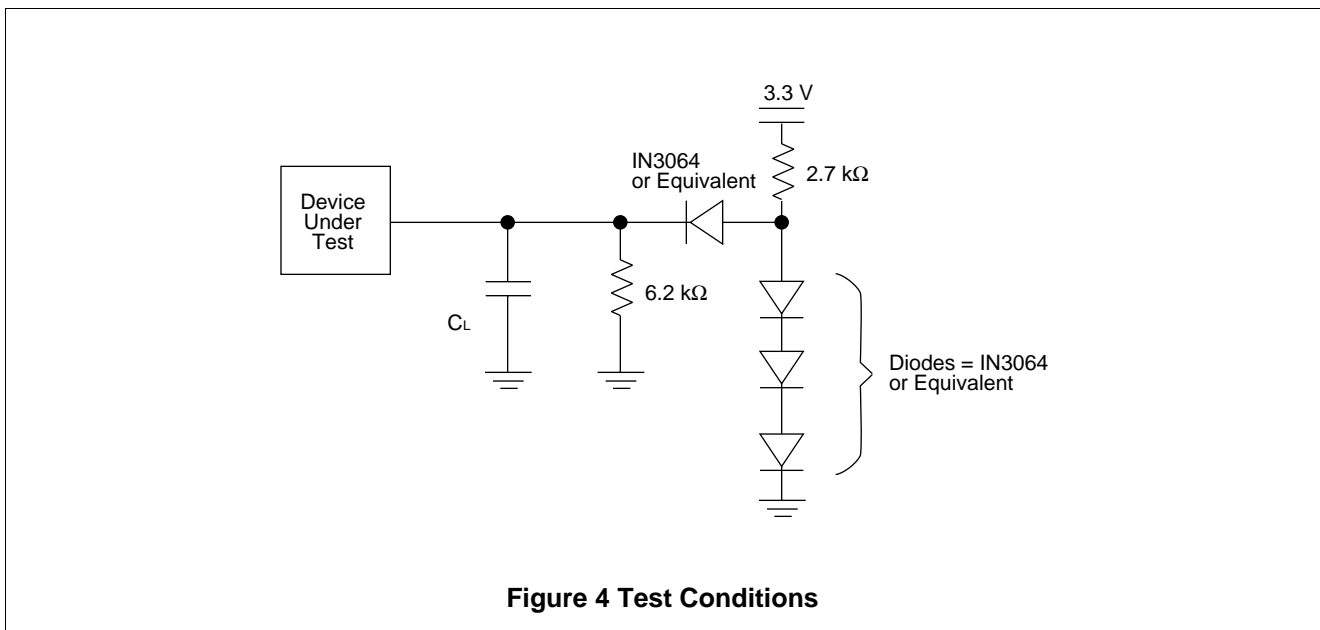 3.3 V
IN3064
or Equivalent
2.7 kΩ
Device
Under
Test
6.2 kΩ
CL
Diodes = IN3064
or Equivalent
Figure 4 Test Conditions